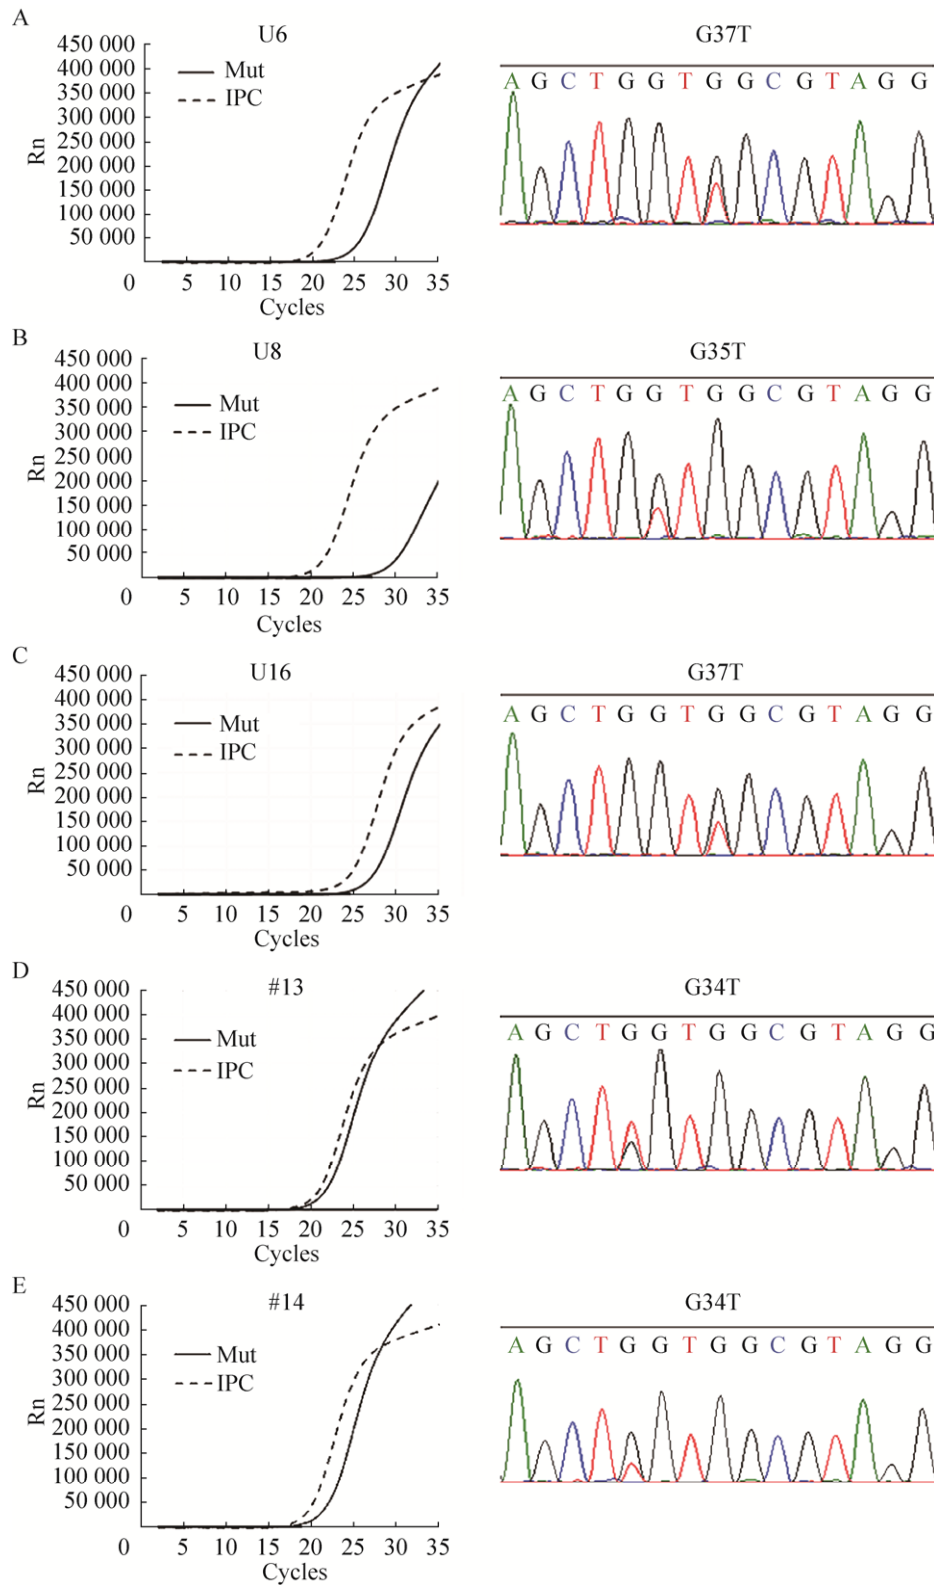 A
U6
G37T
450 000
400 000
350 000
300 000
250 000
200 000
150 000
100 000
50 000
0
Rn
Mut
IPC
5 10 15 20 25 30 35
Cycles
A G C T G G T G G C G T A G G
B
U8
G35T
450 000
400 000
350 000
300 000
250 000
200 000
150 000
100 000
50 000
0
Rn
Mut
IPC
5 10 15 20 25 30 35
Cycles
A G C T G G T G G C G T A G G
C
U16
G37T
450 000
400 000
350 000
300 000
250 000
200 000
150 000
100 000
50 000
0
Rn
Mut
IPC
5 10 15 20 25 30 35
Cycles
A G C T G G T G G C G T A G G
D
#13
G34T
450 000
400 000
350 000
300 000
250 000
200 000
150 000
100 000
50 000
0
Rn
Mut
IPC
5 10 15 20 25 30 35
Cycles
A G C T G G T G G C G T A G G
E
#14
G34T
450 000
400 000
350 000
300 000
250 000
200 000
150 000
100 000
50 000
0
Rn
Mut
IPC
5 10 15 20 25 30 35
Cycles
A G C T G G T G G C G T A G G